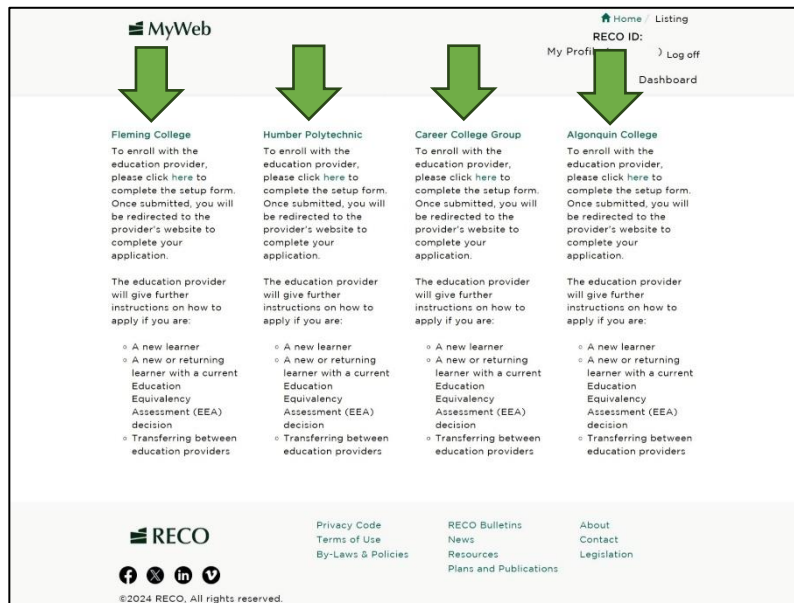 MyWeb
Home / Listing
RECO ID:
My Profil ) Log off
Dashboard
Fleming College
To enroll with the
education provider,
please click here to
complete the setup form.
Once submitted, you will
be redirected to the
provider's website to
complete your
application.
The education provider
will give further
instructions on how to
apply if you are:
A new learner
A new or returning
learner with a current
Education
Equivalency
Assessment (EEA)
decision
Transferring between
education providers
Humber Polytechnic
To enroll with the
education provider,
please click here to
complete the setup form.
Once submitted, you will
be redirected to the
provider's website to
complete your
application.
The education provider
will give further
instructions on how to
apply if you are:
A new learner
A new or returning
learner with a current
Education
Equivalency
Assessment (EEA)
decision
Transferring between
education providers
Career College Group
To enroll with the
education provider,
please click here to
complete the setup form.
Once submitted, you will
be redirected to the
provider's website to
complete your
application.
The education provider
will give further
instructions on how to
apply if you are:
A new learner
A new or returning
learner with a current
Education
Equivalency
Assessment (EEA)
decision
Transferring between
education providers
Algonquin College
To enroll with the
education provider,
please click here to
complete the setup form.
Once submitted, you will
be redirected to the
provider's website to
complete your
application.
The education provider
will give further
instructions on how to
apply if you are:
A new learner
A new or returning
learner with a current
Education
Equivalency
Assessment (EEA)
decision
Transferring between
education providers
RECO
Privacy Code
Terms of Use
By-Laws & Policies
RECO Bulletins
News
Resources
Plans and Publications
About
Contact
Legislation
©2024 RECO, All rights reserved.